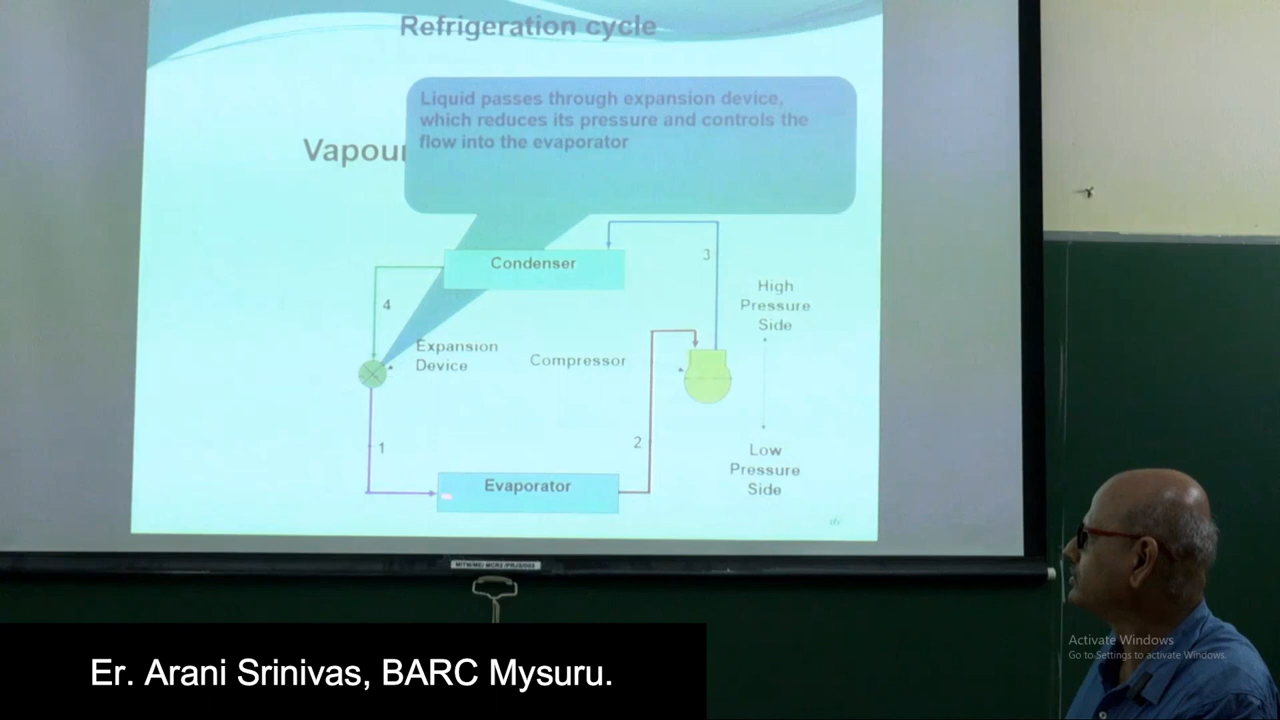 Refrigeration cycle
Liquid passes through expansion device,
which reduces its pressure and controls the
flow into the evaporator
Vapour
Condenser
3
High
Pressure
Side
4
Expansion
Device
Compressor
1
2
Low
Pressure
Side
Evaporator
16
Er. Arani Srinivas, BARC Mysuru.
Activate Windows
Go to Settings to activate Windows.